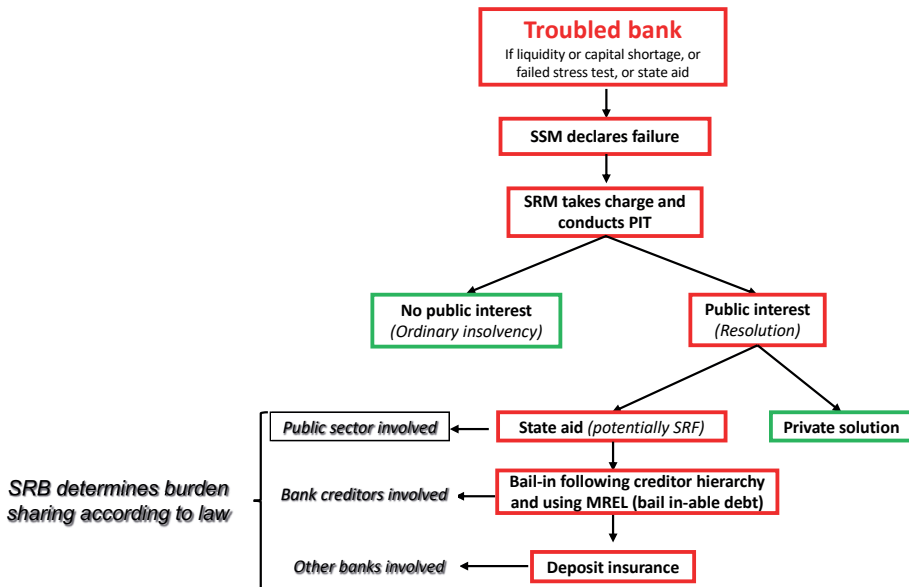 Troubled bank
If liquidity or capital shortage, or
failed stress test, or state aid
SSM declares failure
SRM takes charge and
conducts PIT
No public interest
(Ordinary insolvency)
Public interest
(Resolution)
Public sector involved
State aid (potentially SRF)
Private solution
SRB determines burden
sharing according to law
Bank creditors involved
Bail-in following creditor hierarchy
and using MREL (bail in-able debt)
Other banks involved
Deposit insurance